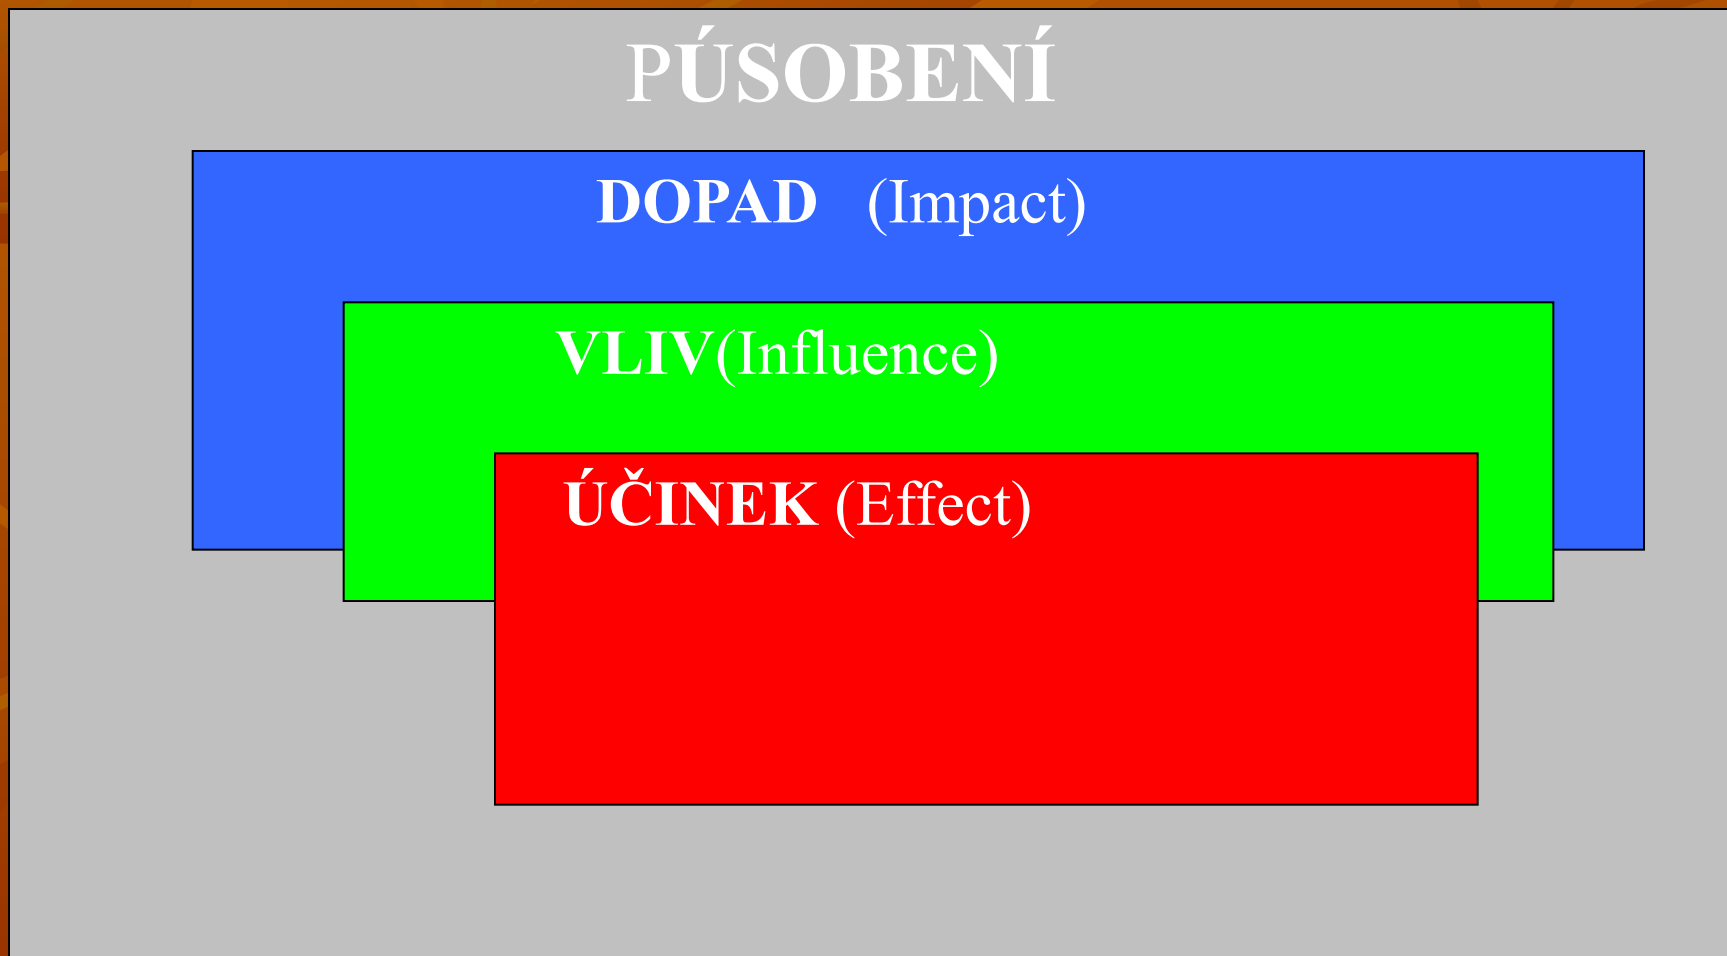 PÚSOBENÍ
DOPAD (Impact)
VLIV(Influence)
ÚČINEK (Effect)